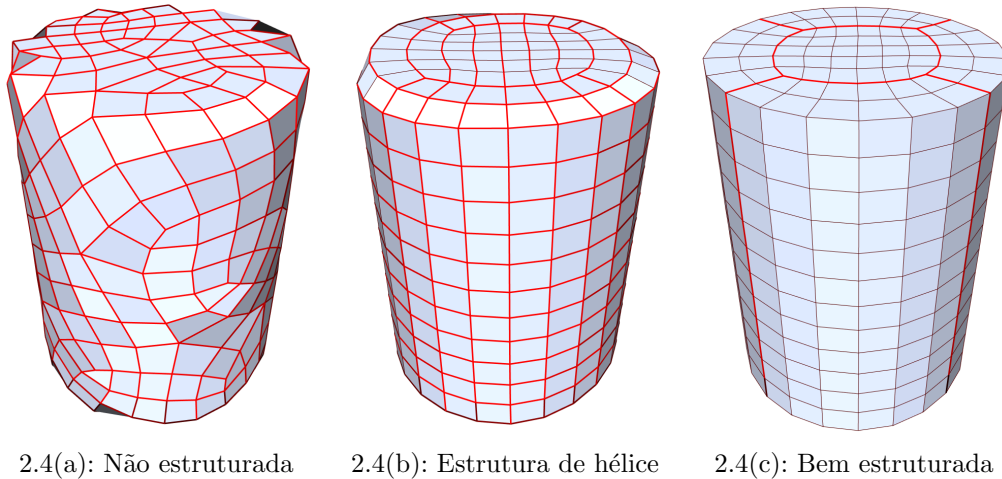 2.4(a): Não estruturada
2.4(b): Estrutura de hélice
2.4(c): Bem estruturada